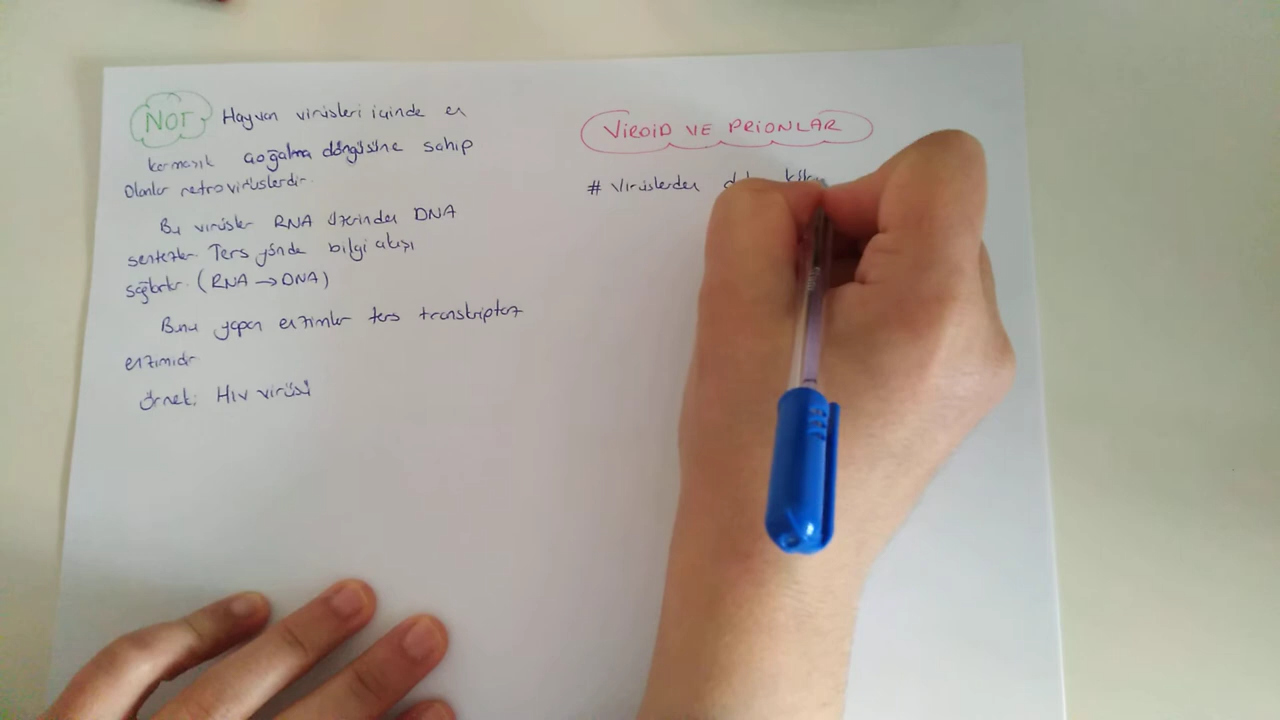 NOT Hayvan virüsleri içinde en
karmaşık çoğalma döngüsüne sahip
olanlar retrovirüslerdir.
Bu virüsler RNA üzerinden DNA
sentezler Ters yönde bilgi akışı
sağlarlar. (RNA → DNA)
Bunu yapan enzimler ters transkriptaz
enzimidir
Örnek: HIV virüsü
VİROİD VE PRİONLAR
# Virüslerden